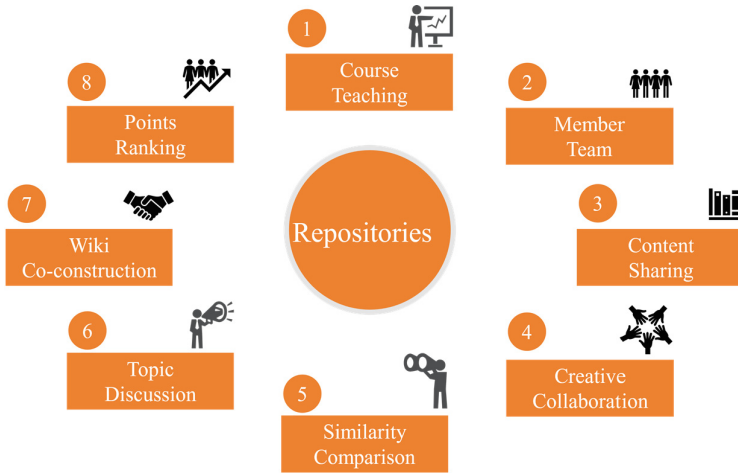 1
Course
Teaching
2
Member
Team
3
Content
Sharing
4
Creative
Collaboration
5
Similarity
Comparison
6
Topic
Discussion
7
Wiki
Co-construction
8
Points
Ranking
Repositories